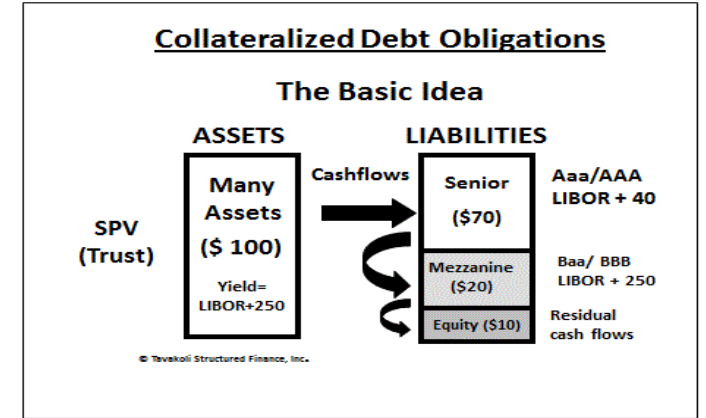 Collateralized Debt Obligations
The Basic Idea
ASSETS
LIABILITIES
SPV
(Trust)
Many
Assets
($ 100)
Yield=
LIBOR+250
Cashflows
Senior
($70)
Mezzanine
($20)
Equity ($10)
Aaa/AAA
LIBOR + 40
Baa/ BBB
LIBOR + 250
Residual
cash flows
© Tavakoli Structured Finance, Inc.